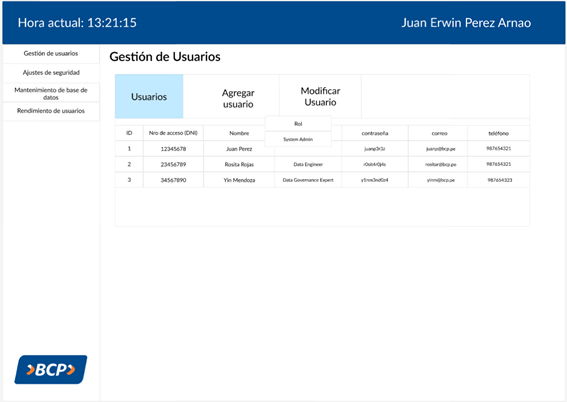 Hora actual: 13:21:15
Juan Erwin Perez Arnao
Gestión de usuarios
Ajustes de seguridad
Mantenimiento de base de
datos
Rendimiento de usuarios
Gestión de Usuarios
Usuarios
Agregar
usuario
Modificar
Usuario
Rol
System Admin
ID Nro de acceso (DNI) Nombre contraseña correo teléfono
1 12345678 Juan Perez juanp3r3z juanp@bcp.pe 987654321
2 23456789 Rosita Rojas Data Engineer r0sit4r0j4s rositar@bcp.pe 987654321
3 34567890 Yin Mendoza Data Governance Expert y1nm3nd0z4 yinm@bcp.pe 987654323
BCP